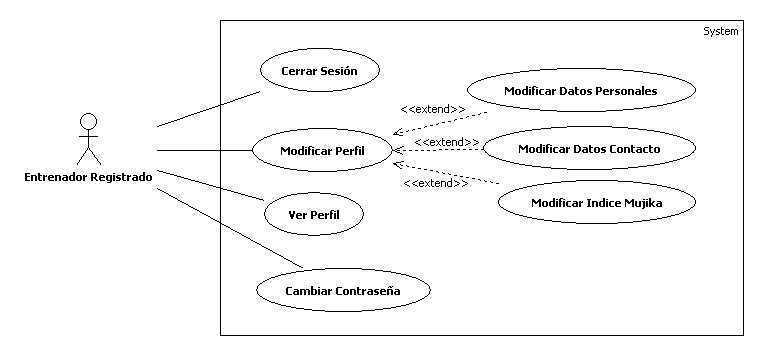 System
Cerrar Sesión
Modificar Datos Personales
<<extend>>
Entrenador Registrado
Modificar Perfil
<<extend>>
Modificar Datos Contacto
<<extend>>
Modificar Indice Mujika
Ver Perfil
Cambiar Contraseña